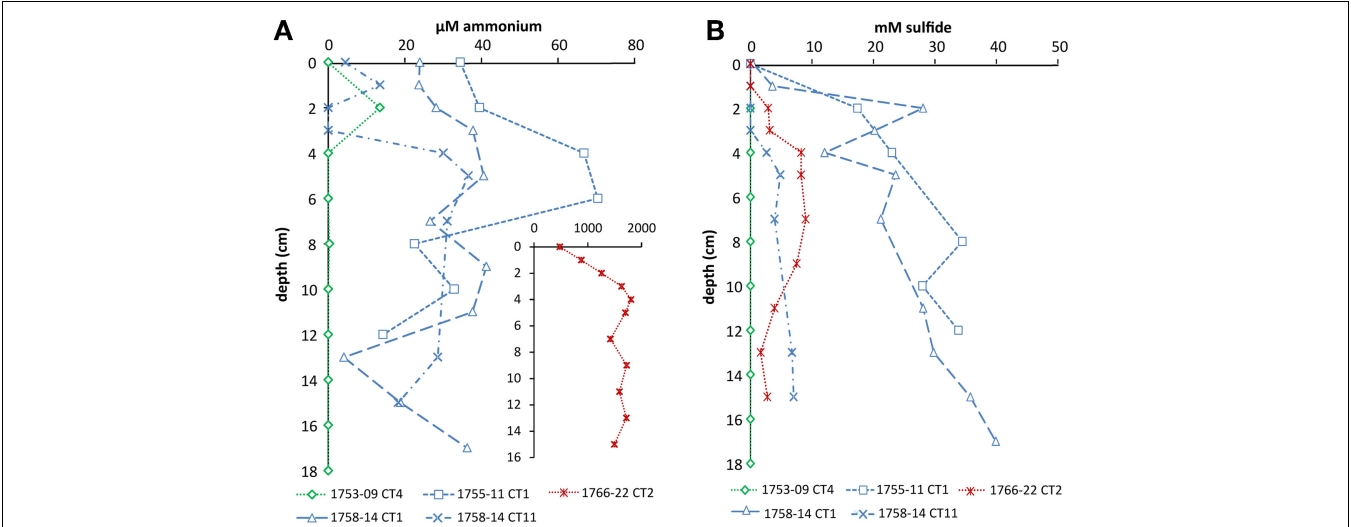 A
µM ammonium
0 20 40 60 80
0
2
4
6
8
10
12
14
16
18
depth (cm)
0 1000 2000
0
2
4
6
8
10
12
14
16
1753-09 CT4 1755-11 CT1 1766-22 CT2
1758-14 CT1 1758-14 CT11
B
mM sulfide
0 10 20 30 40 50
0
2
4
6
8
10
12
14
16
18
depth (cm)
1753-09 CT4 1755-11 CT1 1766-22 CT2
1758-14 CT1 1758-14 CT11